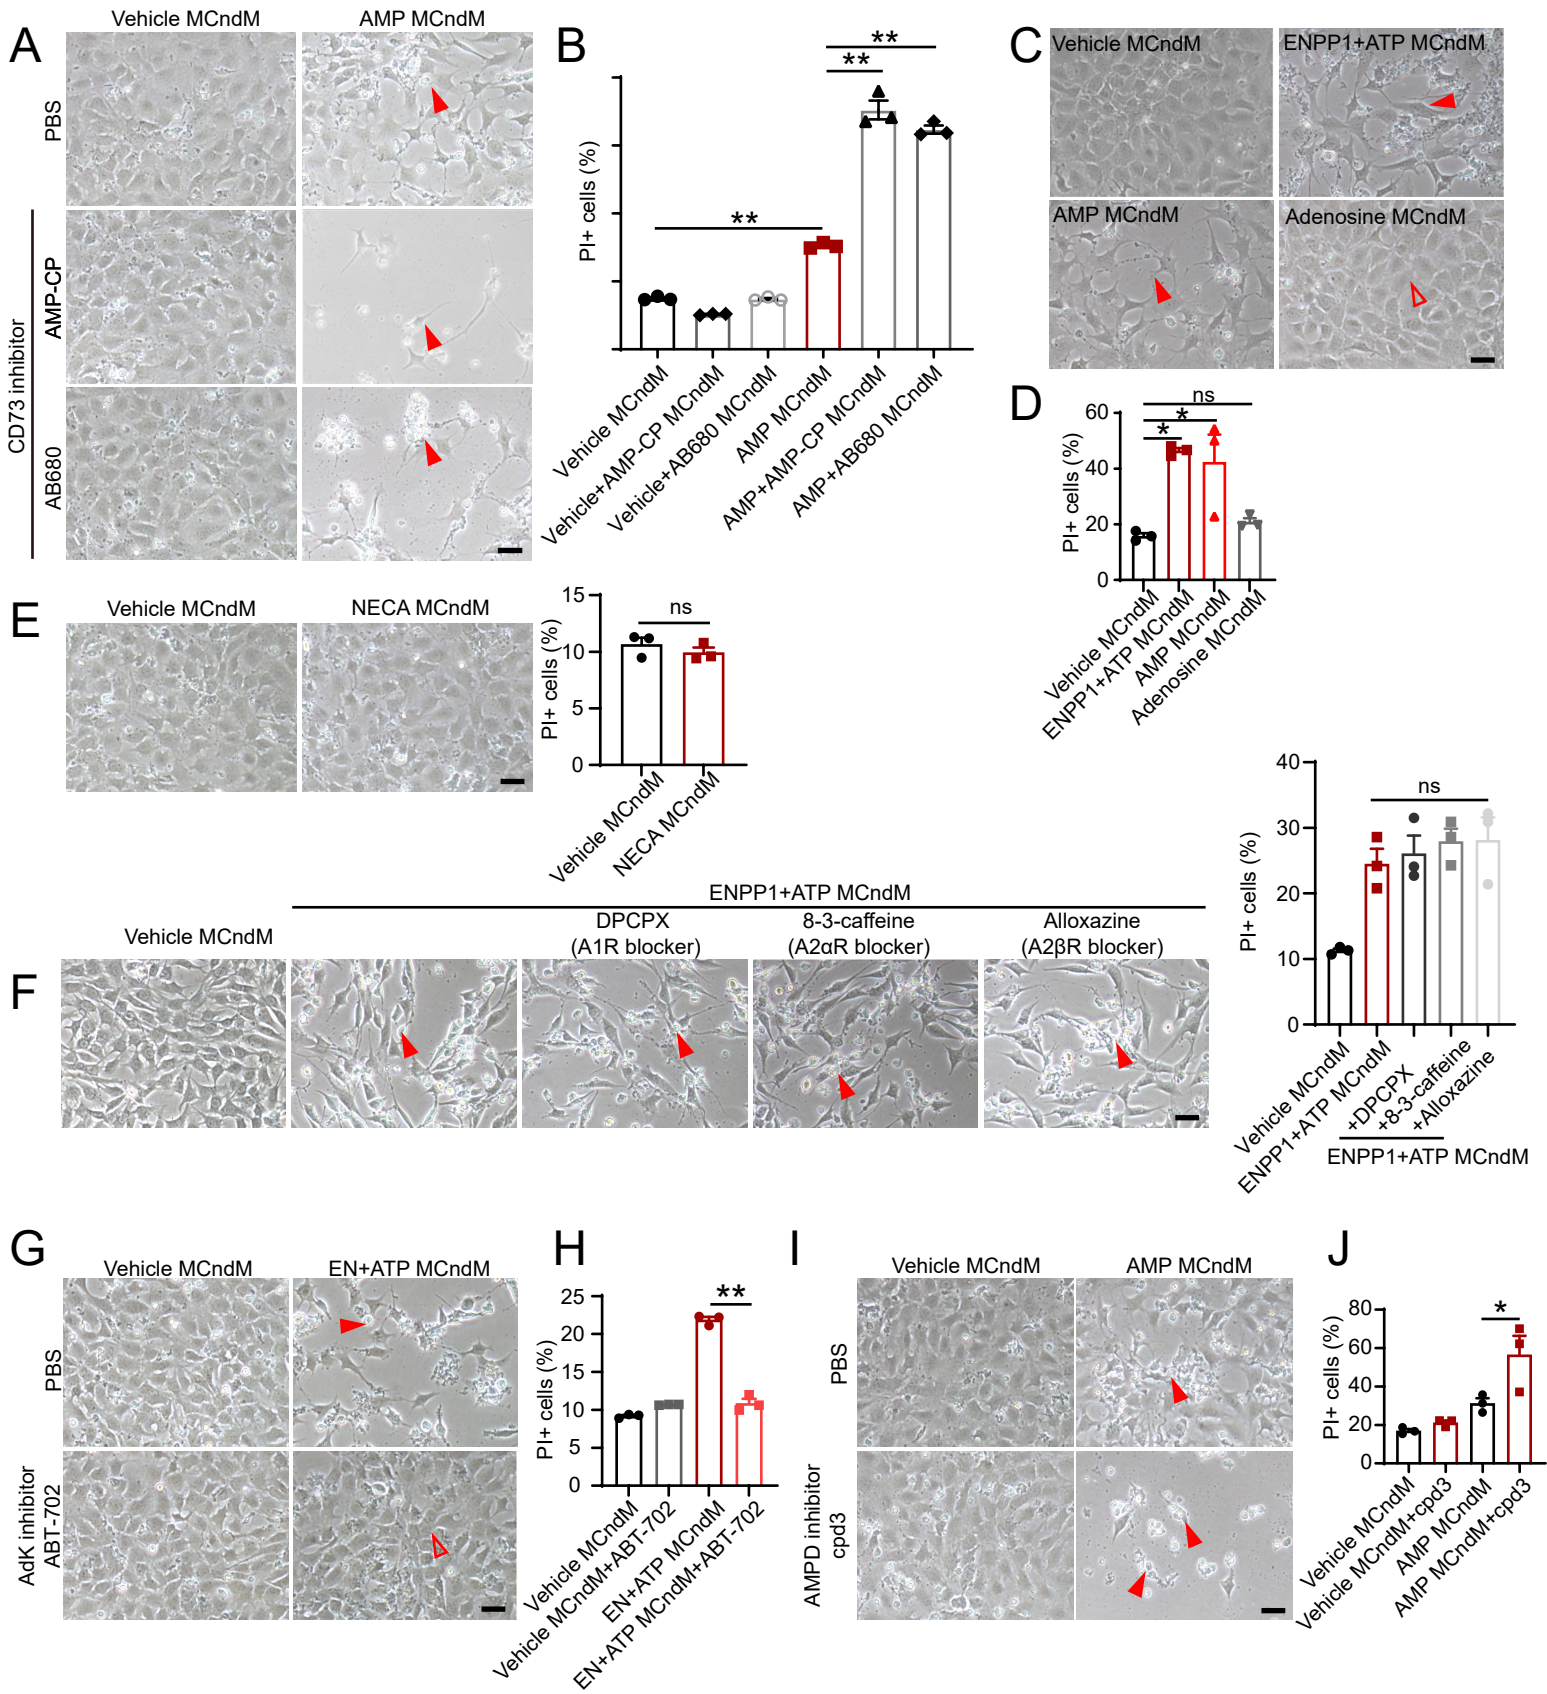 A
Vehicle MCndM
AMP MCndM
PBS
CD73 inhibitor
AMP-CP
AB680
B
PI+ cells (%)
**
**
**
Vehicle MCndM
Vehicle+AMP-CP MCndM
Vehicle+AB680 MCndM
AMP MCndM
AMP+AMP-CP MCndM
AMP+AB680 MCndM
C
Vehicle MCndM
ENPP1+ATP MCndM
AMP MCndM
Adenosine MCndM
D
PI+ cells (%)
60
40
20
0
ns
*
*
Vehicle MCndM
ENPP1+ATP MCndM
AMP MCndM
Adenosine MCndM
E
Vehicle MCndM
NECA MCndM
PI+ cells (%)
15
10
5
0
ns
Vehicle MCndM
NECA MCndM
F
Vehicle MCndM
ENPP1+ATP MCndM
DPCPX
(A1R blocker)
8-3-caffeine
(A2αR blocker)
Alloxazine
(A2βR blocker)
PI+ cells (%)
40
30
20
10
0
ns
Vehicle MCndM
ENPP1+ATP MCndM
+DPCPX
+8-3-caffeine
+Alloxazine
ENPP1+ATP MCndM
G
Vehicle MCndM
EN+ATP MCndM
PBS
AdK inhibitor
ABT-702
H
PI+ cells (%)
25
20
15
10
5
0
**
Vehicle MCndM
Vehicle MCndM+ABT-702
EN+ATP MCndM
EN+ATP MCndM+ABT-702
I
Vehicle MCndM
AMP MCndM
PBS
AMPD inhibitor
cpd3
J
PI+ cells (%)
80
60
40
20
0
*
Vehicle MCndM
Vehicle MCndM+cpd3
AMP MCndM
AMP MCndM+cpd3